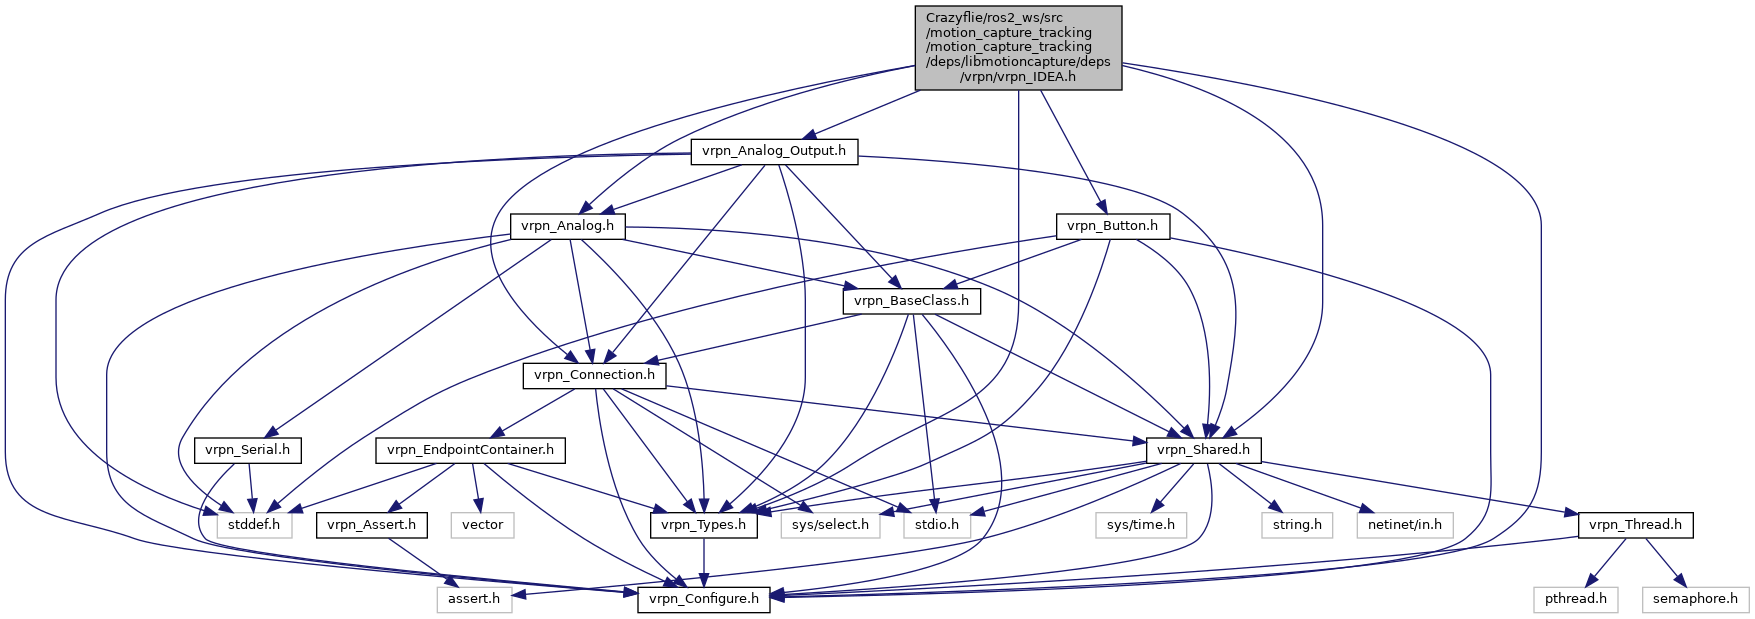 Crazyflie/ros2_ws/src
/motion_capture_tracking
/motion_capture_tracking
/deps/libmotioncapture/deps
/vrpn/vrpn_IDEA.h
vrpn_Analog_Output.h
vrpn_Analog.h
vrpn_Button.h
vrpn_BaseClass.h
vrpn_Connection.h
vrpn_Serial.h
vrpn_EndpointContainer.h
vrpn_Shared.h
stddef.h
vrpn_Assert.h
vector
vrpn_Types.h
sys/select.h
stdio.h
sys/time.h
string.h
netinet/in.h
vrpn_Thread.h
assert.h
vrpn_Configure.h
pthread.h
semaphore.h